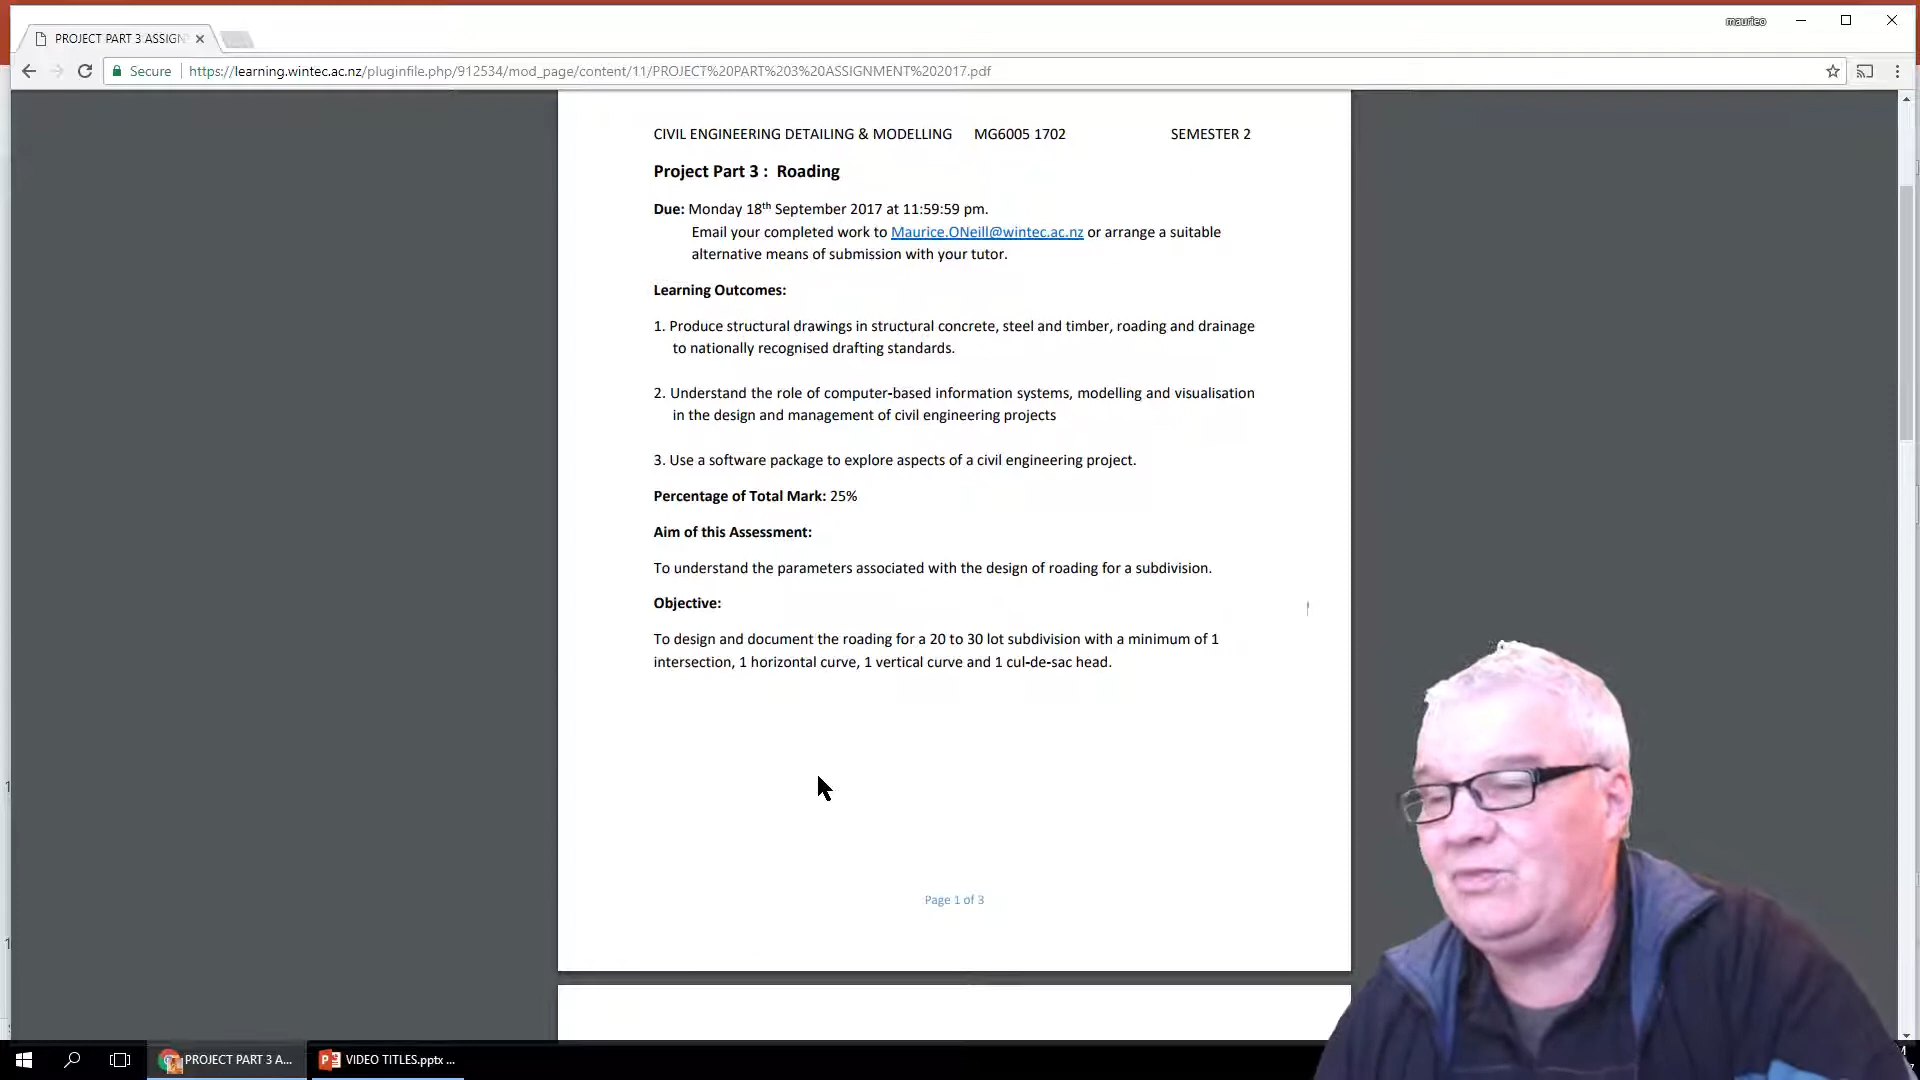 maurieo
PROJECT PART 3 ASSIGN
Secure
https://learning.wintec.ac.nz/pluginfile.php/912534/mod_page/content/11/PROJECT%20PART%203%20ASSIGNMENT%202017.pdf
CIVIL ENGINEERING DETAILING & MODELLING MG6005 1702 SEMESTER 2
Project Part 3 : Roading
Due: Monday 18th September 2017 at 11:59:59 pm.
Email your completed work to Maurice.ONeill@wintec.ac.nz or arrange a suitable
alternative means of submission with your tutor.
Learning Outcomes:
1. Produce structural drawings in structural concrete, steel and timber, roading and drainage
to nationally recognised drafting standards.
2. Understand the role of computer-based information systems, modelling and visualisation
in the design and management of civil engineering projects
3. Use a software package to explore aspects of a civil engineering project.
Percentage of Total Mark: 25%
Aim of this Assessment:
To understand the parameters associated with the design of roading for a subdivision.
Objective:
To design and document the roading for a 20 to 30 lot subdivision with a minimum of 1
intersection, 1 horizontal curve, 1 vertical curve and 1 cul-de-sac head.
Page 1 of 3
PROJECT PART 3 A...
VIDEO TITLES.pptx ...